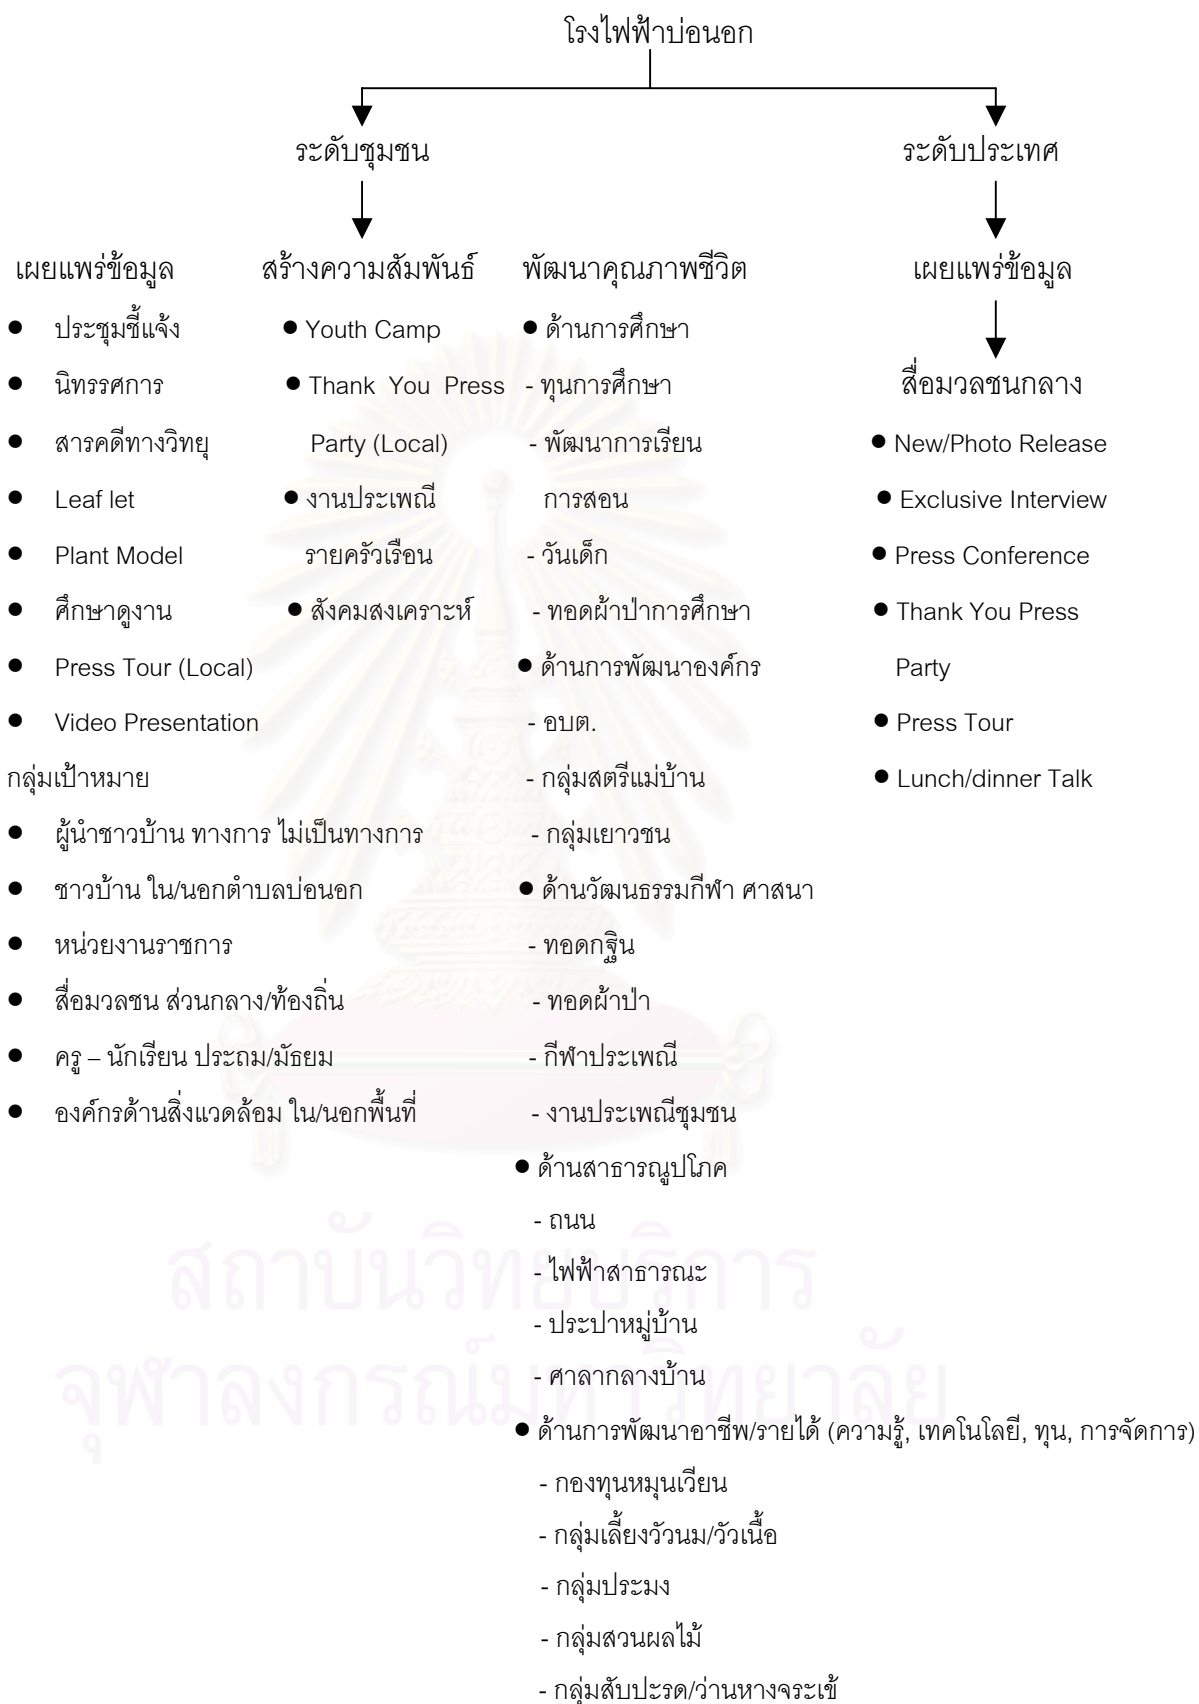 โรงไฟฟ้าบ่อนอก
ระดับชุมชน
ระดับประเทศ
เผยแพร่ข้อมูล
● ประชุมชี้แจ้ง
● นิทรรศการ
● สารคดีทางวิทยุ
● Leaf let
● Plant Model
● ศึกษาดูงาน
● Press Tour (Local)
● Video Presentation
กลุ่มเป้าหมาย
● ผู้นำชาวบ้าน ทางการ ไม่เป็นทางการ
● ชาวบ้าน ใน/นอกตำบลบ่อนอก
● หน่วยงานราชการ
● สื่อมวลชน ส่วนกลาง/ท้องถิ่น
● ครู – นักเรียน ประถม/มัธยม
● องค์กรด้านสิ่งแวดล้อม ใน/นอกพื้นที่
สร้างความสัมพันธ์
● Youth Camp
● Thank You Press
Party (Local)
● งานประเพณี
รายครัวเรือน
● สังคมสงเคราะห์
พัฒนาคุณภาพชีวิต
● ด้านการศึกษา
- ทุนการศึกษา
- พัฒนาการเรียน
การสอน
- วันเด็ก
- ทอดผ้าป่าการศึกษา
● ด้านการพัฒนาองค์กร
- อบต.
- กลุ่มสตรีแม่บ้าน
- กลุ่มเยาวชน
● ด้านวัฒนธรรมกีฬา ศาสนา
- ทอดกฐิน
- ทอดผ้าป่า
- กีฬาประเพณี
- งานประเพณีชุมชน
● ด้านสาธารณูปโภค
- ถนน
- ไฟฟ้าสาธารณะ
- ประปาหมู่บ้าน
- ศาลากลางบ้าน
● ด้านการพัฒนาอาชีพ/รายได้ (ความรู้, เทคโนโลยี, ทุน, การจัดการ)
- กองทุนหมุนเวียน
- กลุ่มเลี้ยงวัวนม/วัวเนื้อ
- กลุ่มประมง
- กลุ่มสวนผลไม้
- กลุ่มสับปะรด/ว่านหางจระเข้
เผยแพร่ข้อมูล
สื่อมวลชนกลาง
● New/Photo Release
● Exclusive Interview
● Press Conference
● Thank You Press
Party
● Press Tour
● Lunch/dinner Talk
สถาบันวิทยบริการ
จุฬาลงกรณ์มหาวิทยาลัย